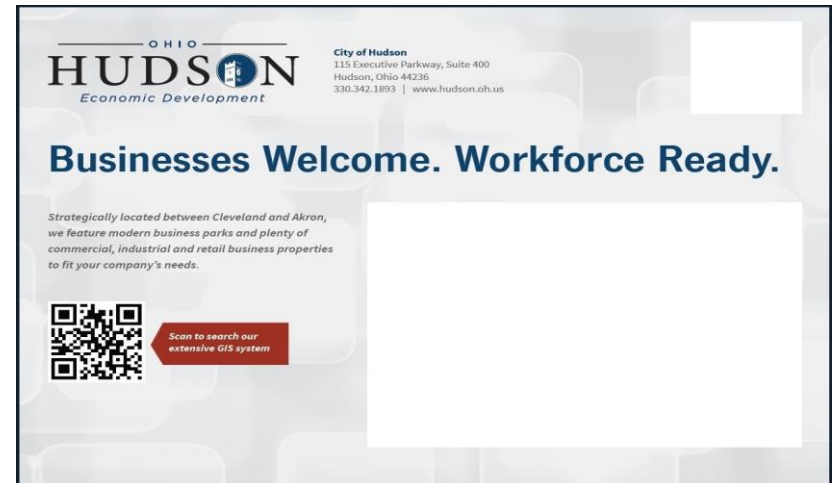 OHIO
HUDSON
Economic Development
City of Hudson
115 Executive Parkway, Suite 400
Hudson, Ohio 44236
330.342.1893 | www.hudson.oh.us
Businesses Welcome. Workforce Ready.
Strategically located between Cleveland and Akron,
we feature modern business parks and plenty of
commercial, industrial and retail business properties
to fit your company's needs.
Scan to search our
extensive GIS system